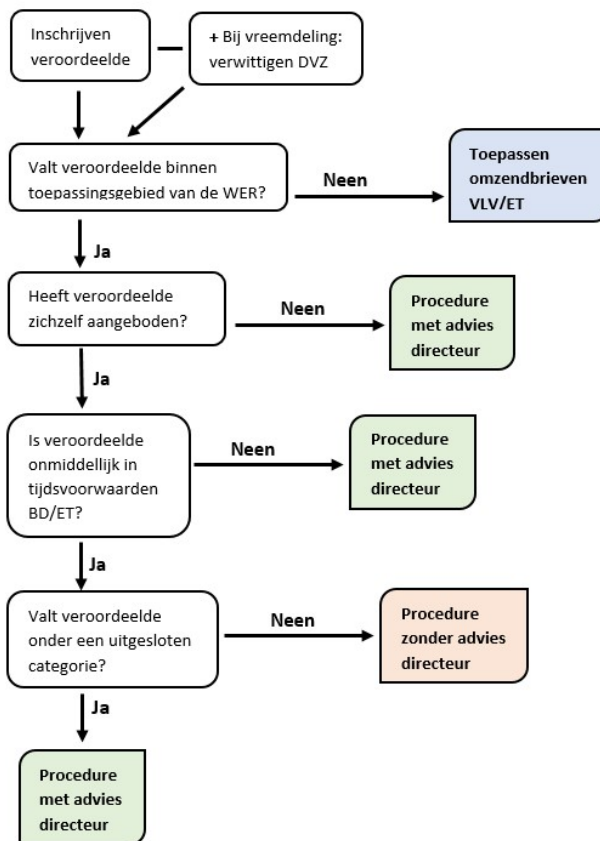 Inschrijven
veroordeelde
+ Bij vreemdeling:
verwittigen DVZ
Valt veroordeelde binnen
toepassingsgebied van de WER?
Neen
Toepassen
omzendbrieven
VLV/ET
Ja
Heeft veroordeelde
zichzelf aangeboden?
Neen
Procedure
met advies
directeur
Ja
Is veroordeelde
onmiddellijk in
tijdsvoorwaarden
BD/ET?
Neen
Procedure
met advies
directeur
Ja
Valt veroordeelde
onder een uitgesloten
categorie?
Neen
Procedure
zonder advies
directeur
Ja
Procedure
met advies
directeur